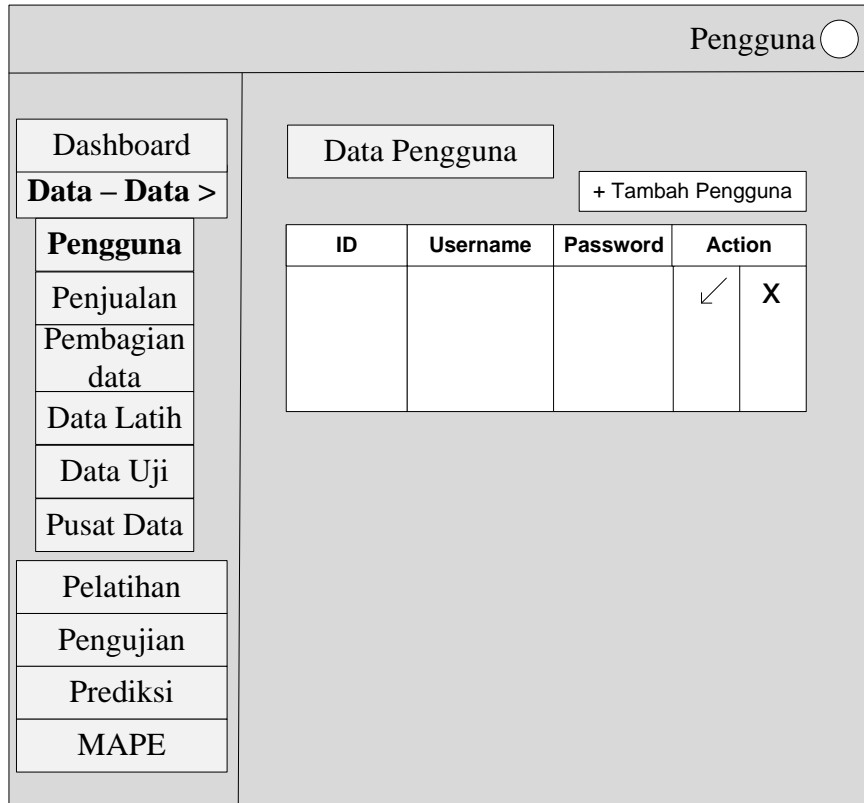 Pengguna
Dashboard
Data – Data >
Pengguna
Penjualan
Pembagian
data
Data Latih
Data Uji
Pusat Data
Pelatihan
Pengujian
Prediksi
MAPE
Data Pengguna
+ Tambah Pengguna
ID Username Password Action
X